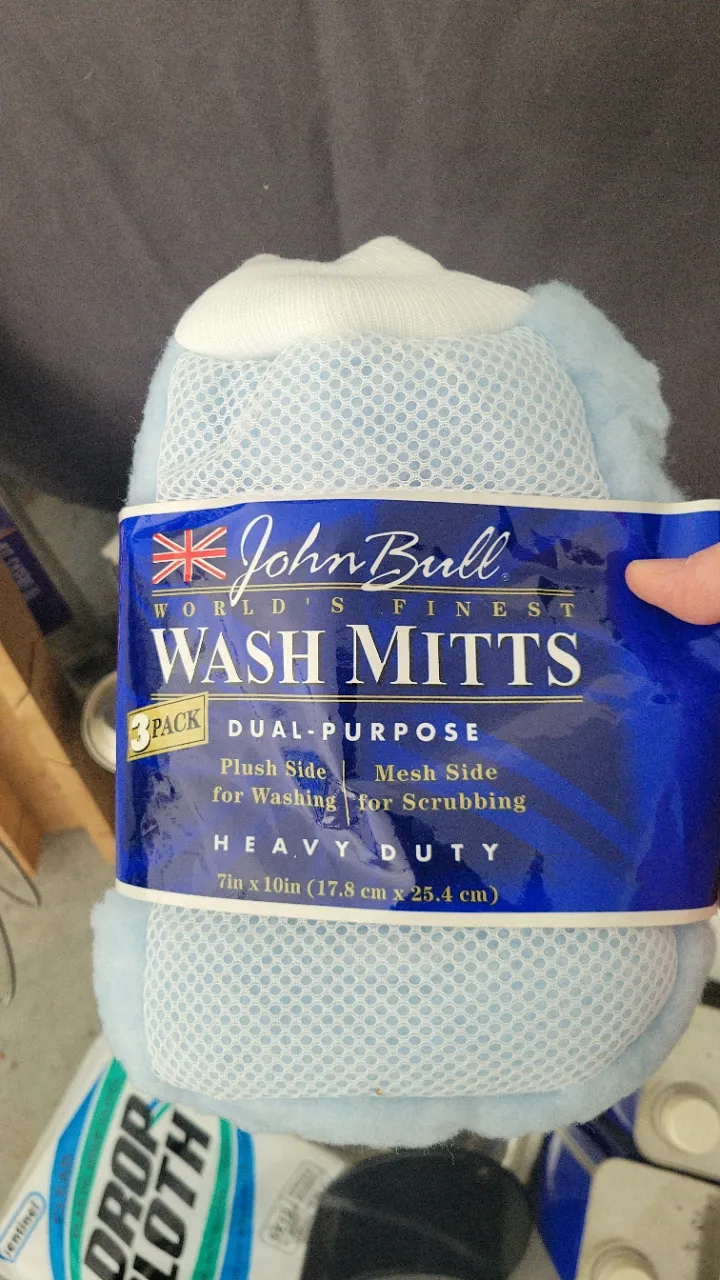 John Bull®
WORLD'S FINEST
WASH MITTS
3 PACK
DUAL-PURPOSE
Plush Side | Mesh Side
for Washing | for Scrubbing
HEAVY DUTY
7in x 10in (17.8 cm x 25.4 cm)
sentinel
DROP
CLOTH